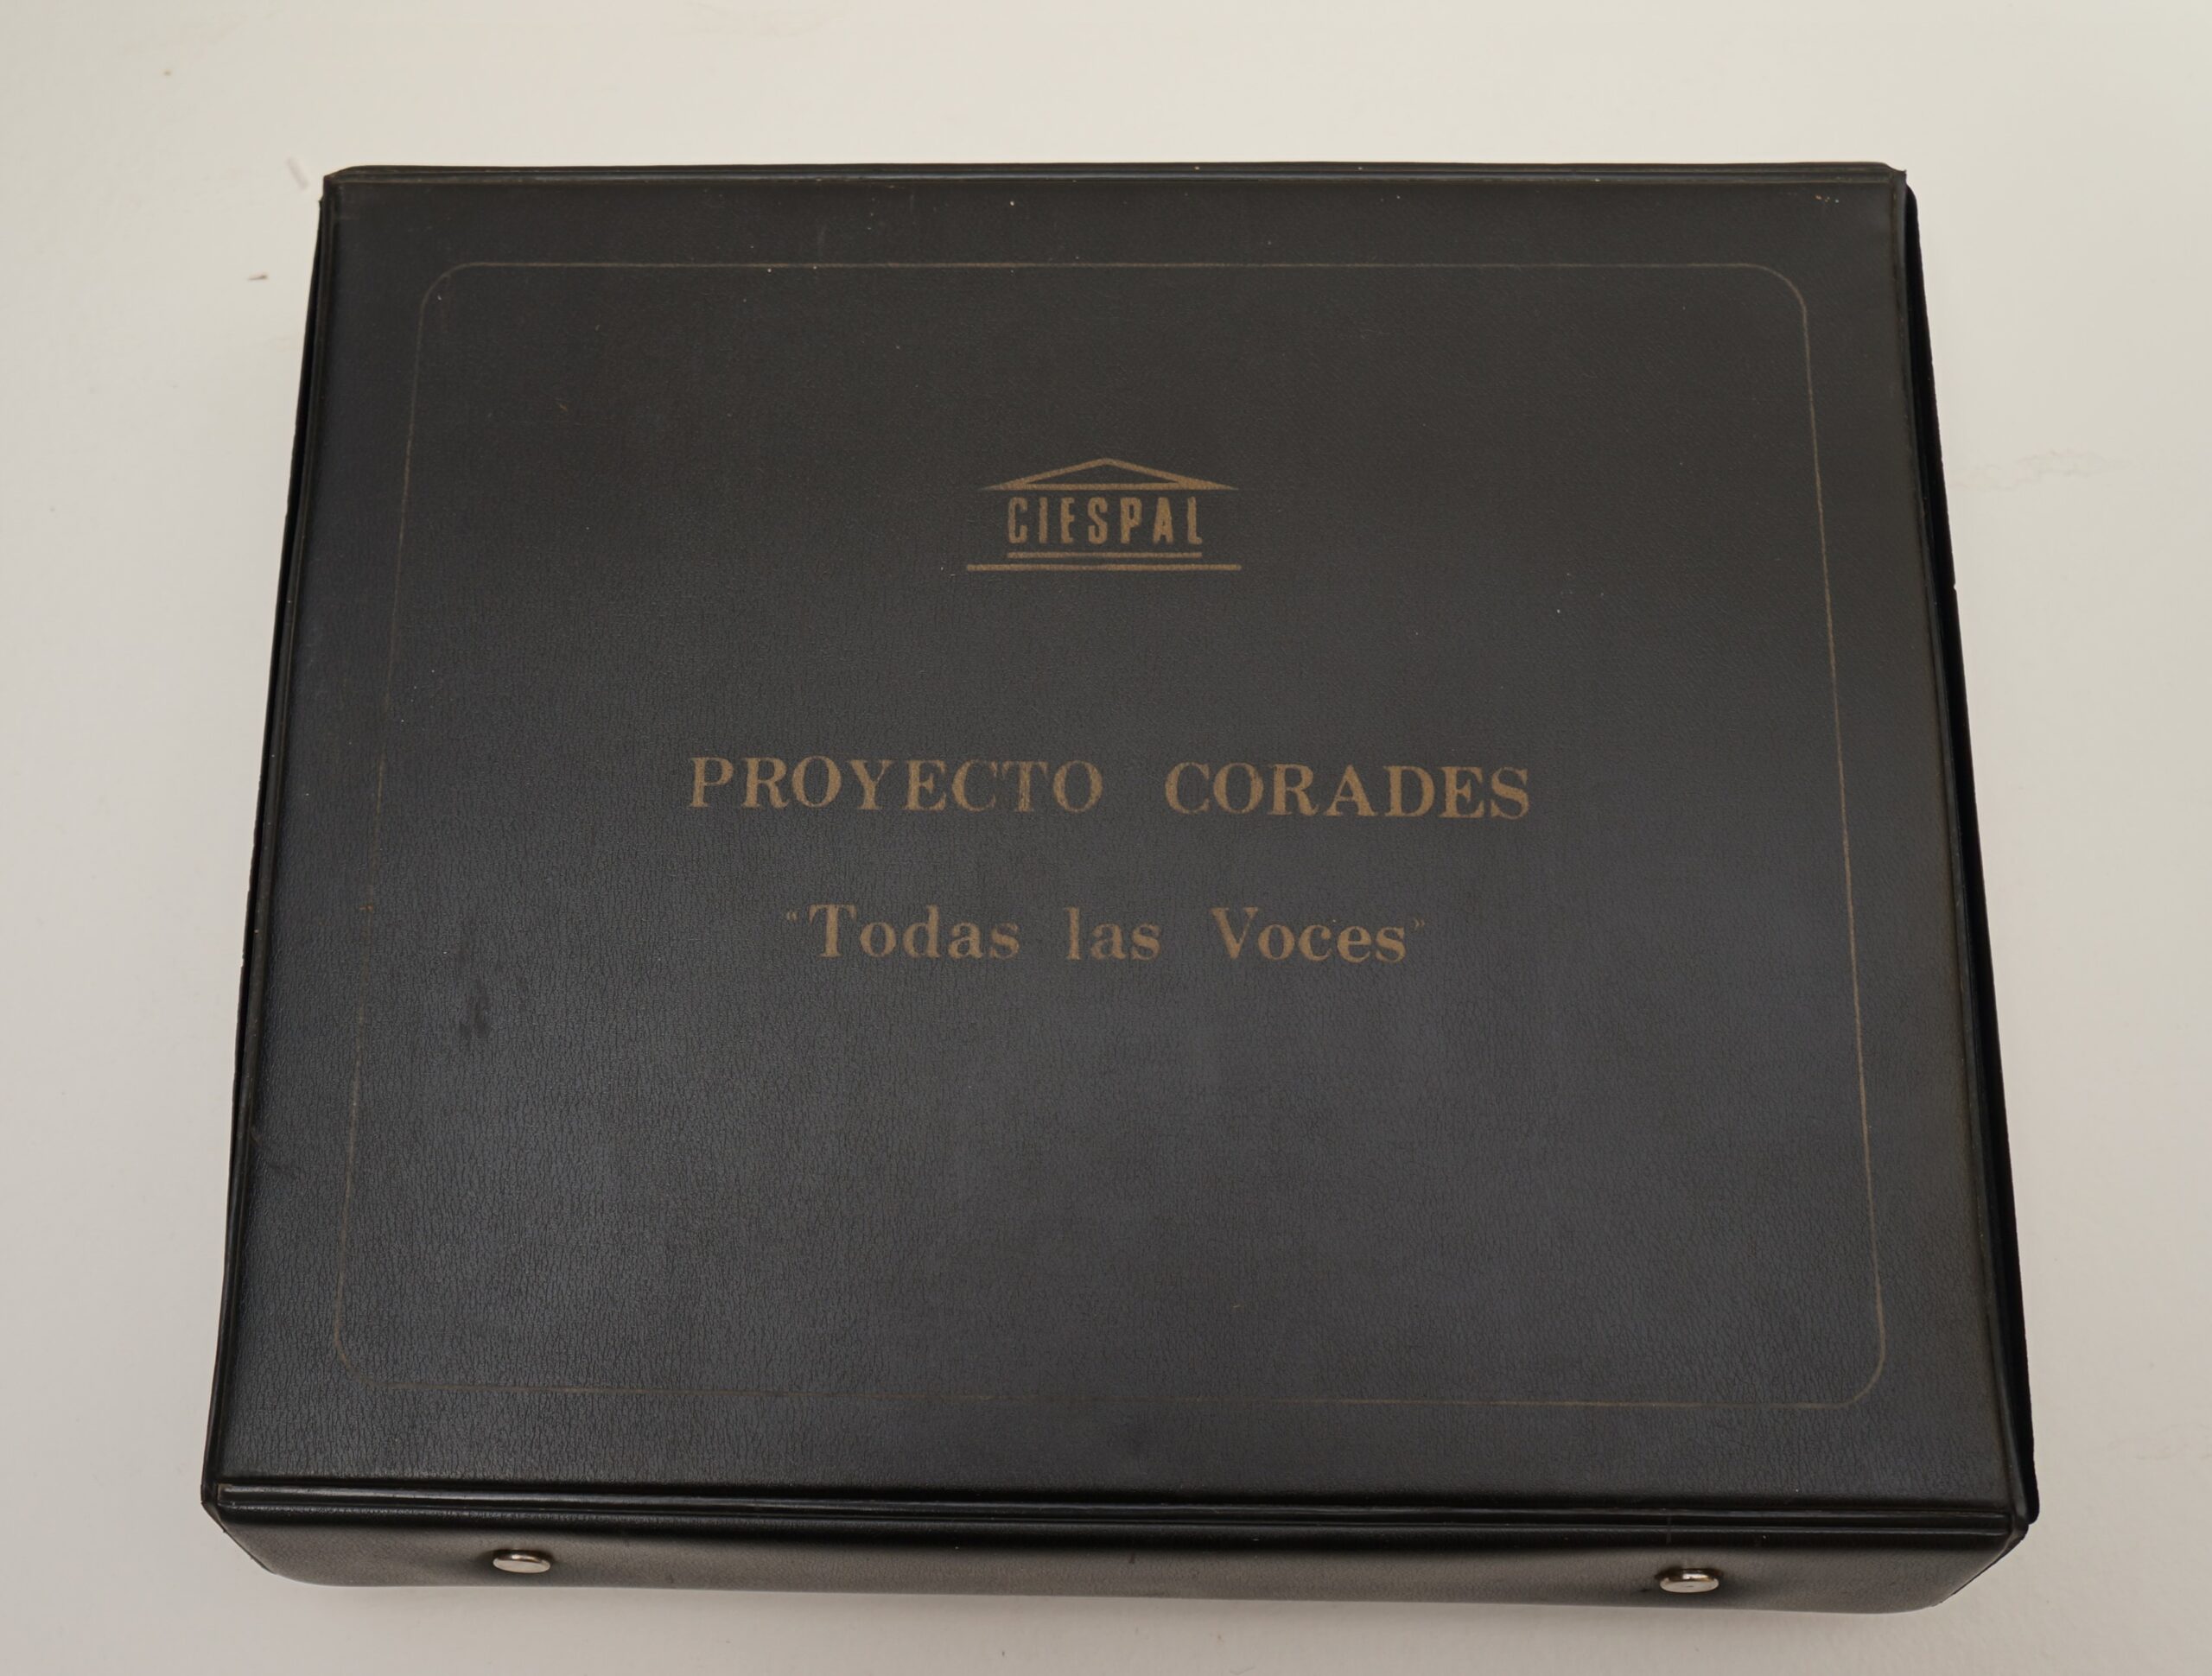 CIESPAL
PROYECTO CORADES
"Todas las Voces"